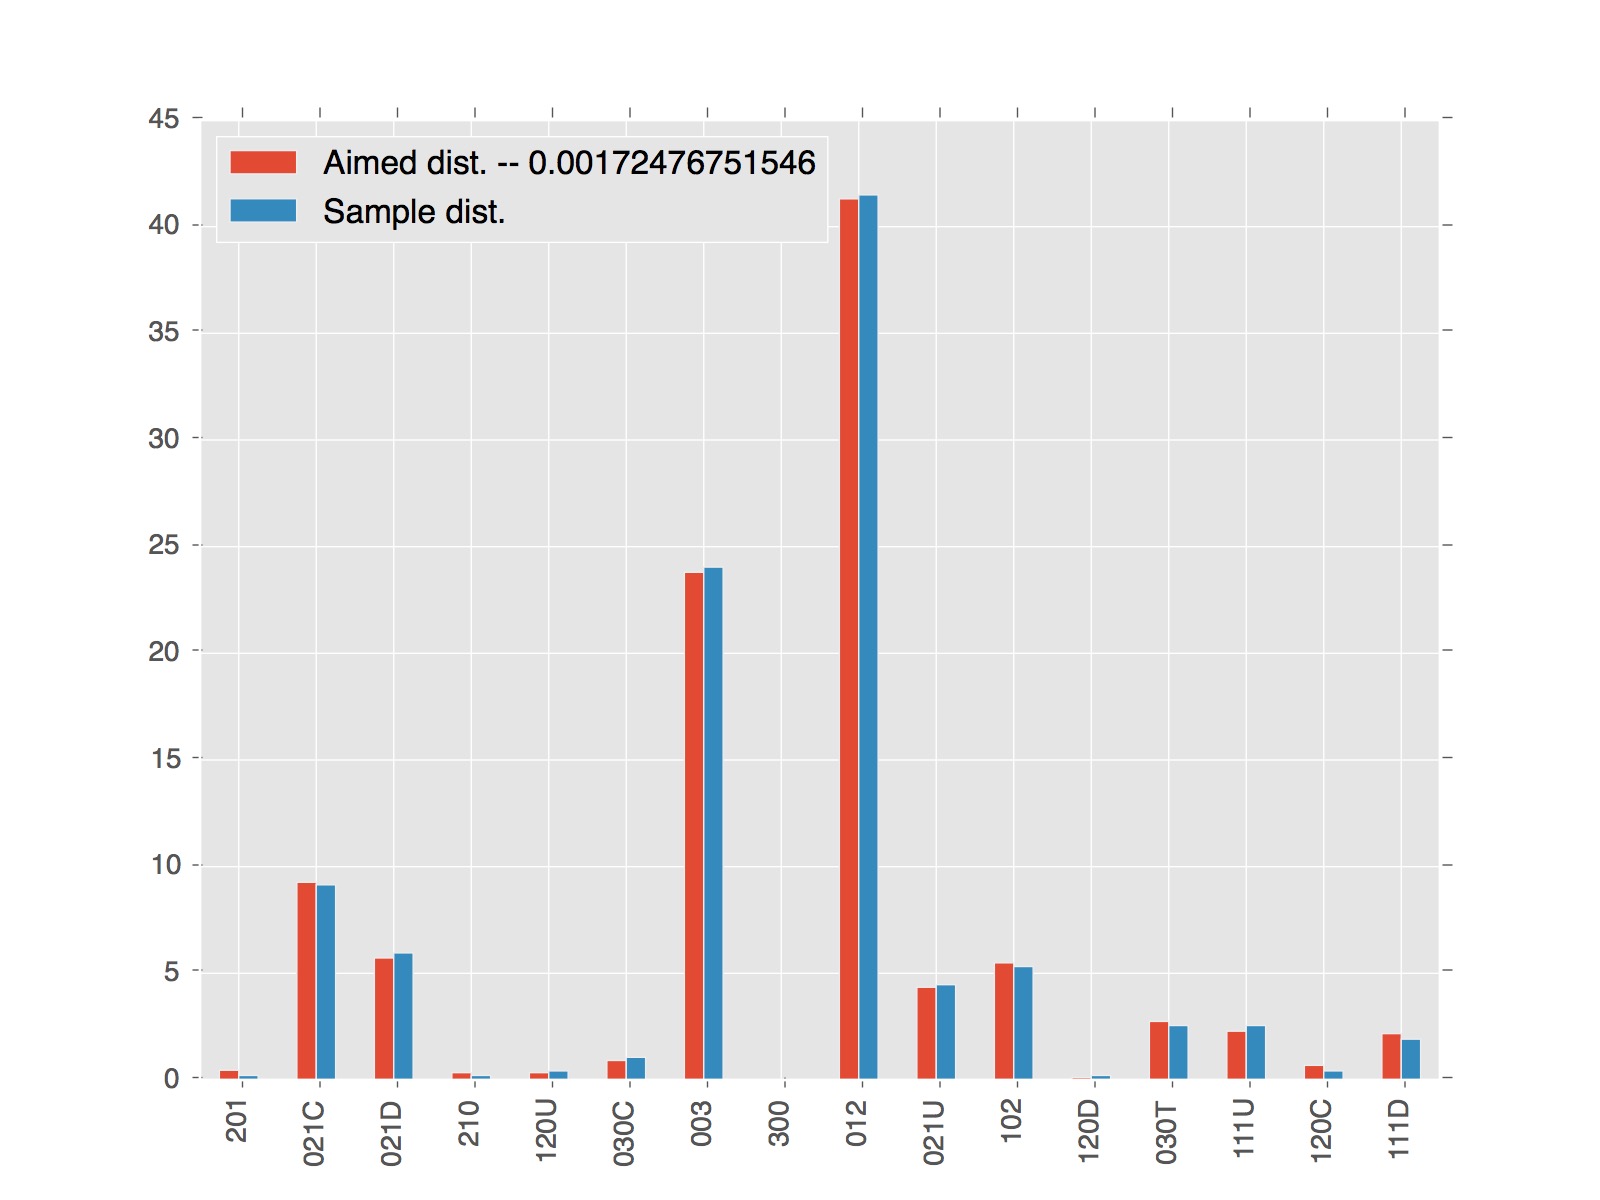 45
40
35
30
25
20
15
10
5
0
Aimed dist. -- 0.00172476751546
Sample dist.
201
021C
021D
210
120U
030C
003
300
012
021U
102
120D
030T
111U
120C
111D